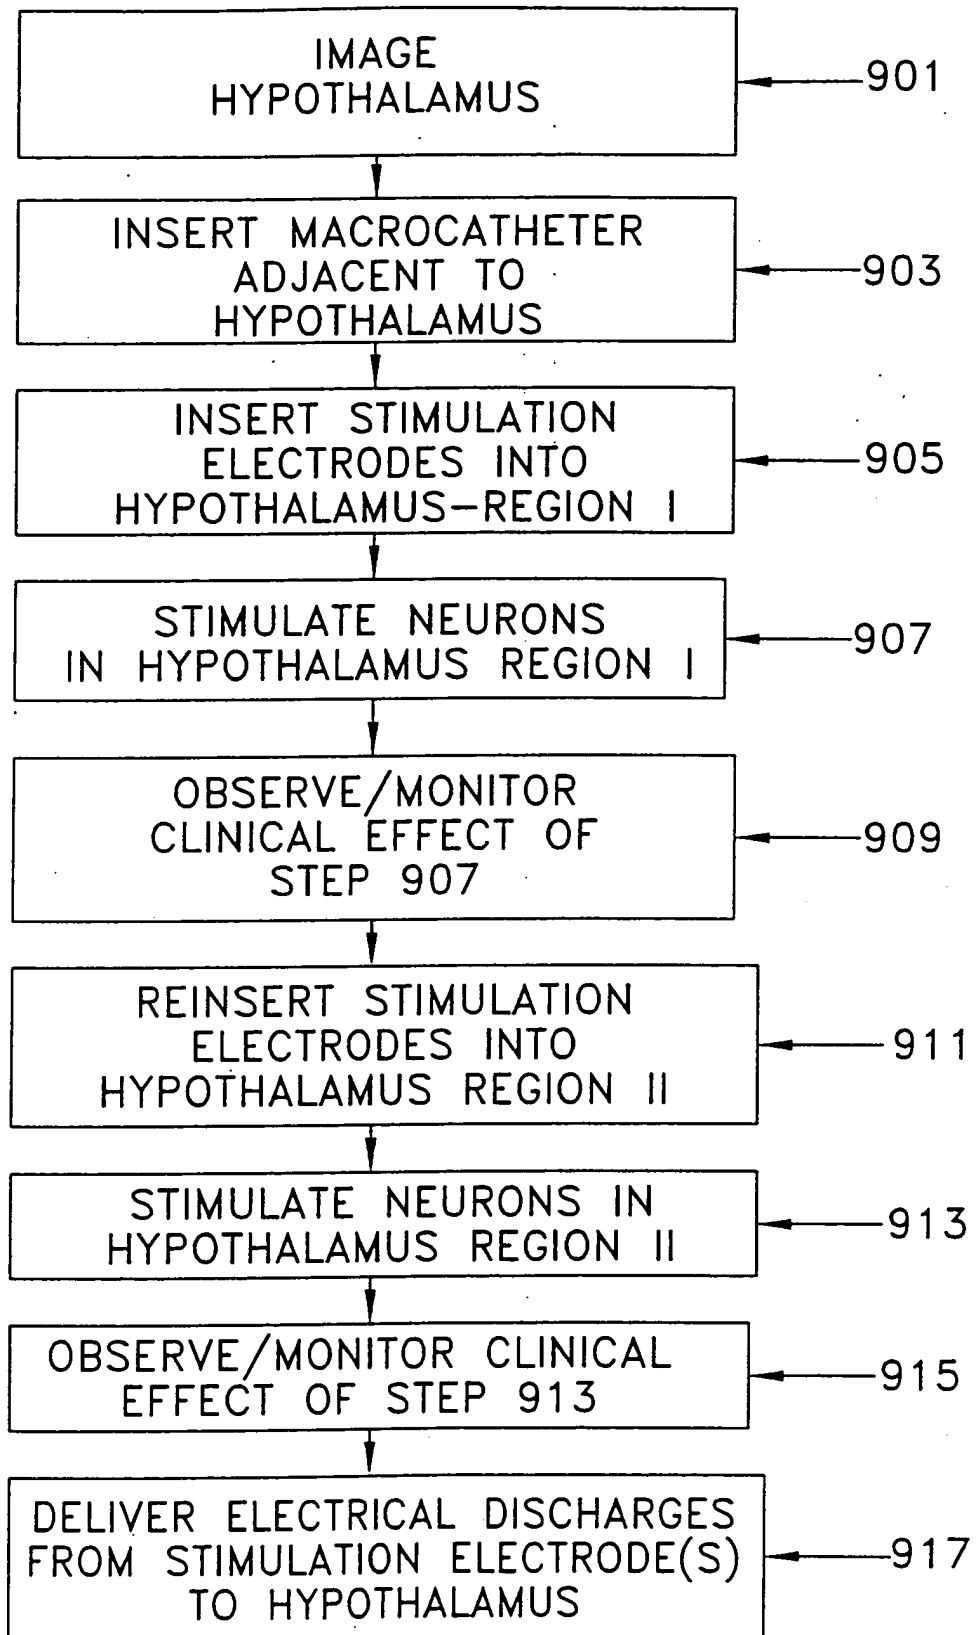 IMAGE
HYPOTHALAMUS
901
INSERT MACROCATHETER
ADJACENT TO
HYPOTHALAMUS
903
INSERT STIMULATION
ELECTRODES INTO
HYPOTHALAMUS-REGION I
905
STIMULATE NEURONS
IN HYPOTHALAMUS REGION I
907
OBSERVE/MONITOR
CLINICAL EFFECT OF
STEP 907
909
REINSERT STIMULATION
ELECTRODES INTO
HYPOTHALAMUS REGION II
911
STIMULATE NEURONS IN
HYPOTHALAMUS REGION II
913
OBSERVE/MONITOR CLINICAL
EFFECT OF STEP 913
915
DELIVER ELECTRICAL DISCHARGES
FROM STIMULATION ELECTRODE(S)
TO HYPOTHALAMUS
917